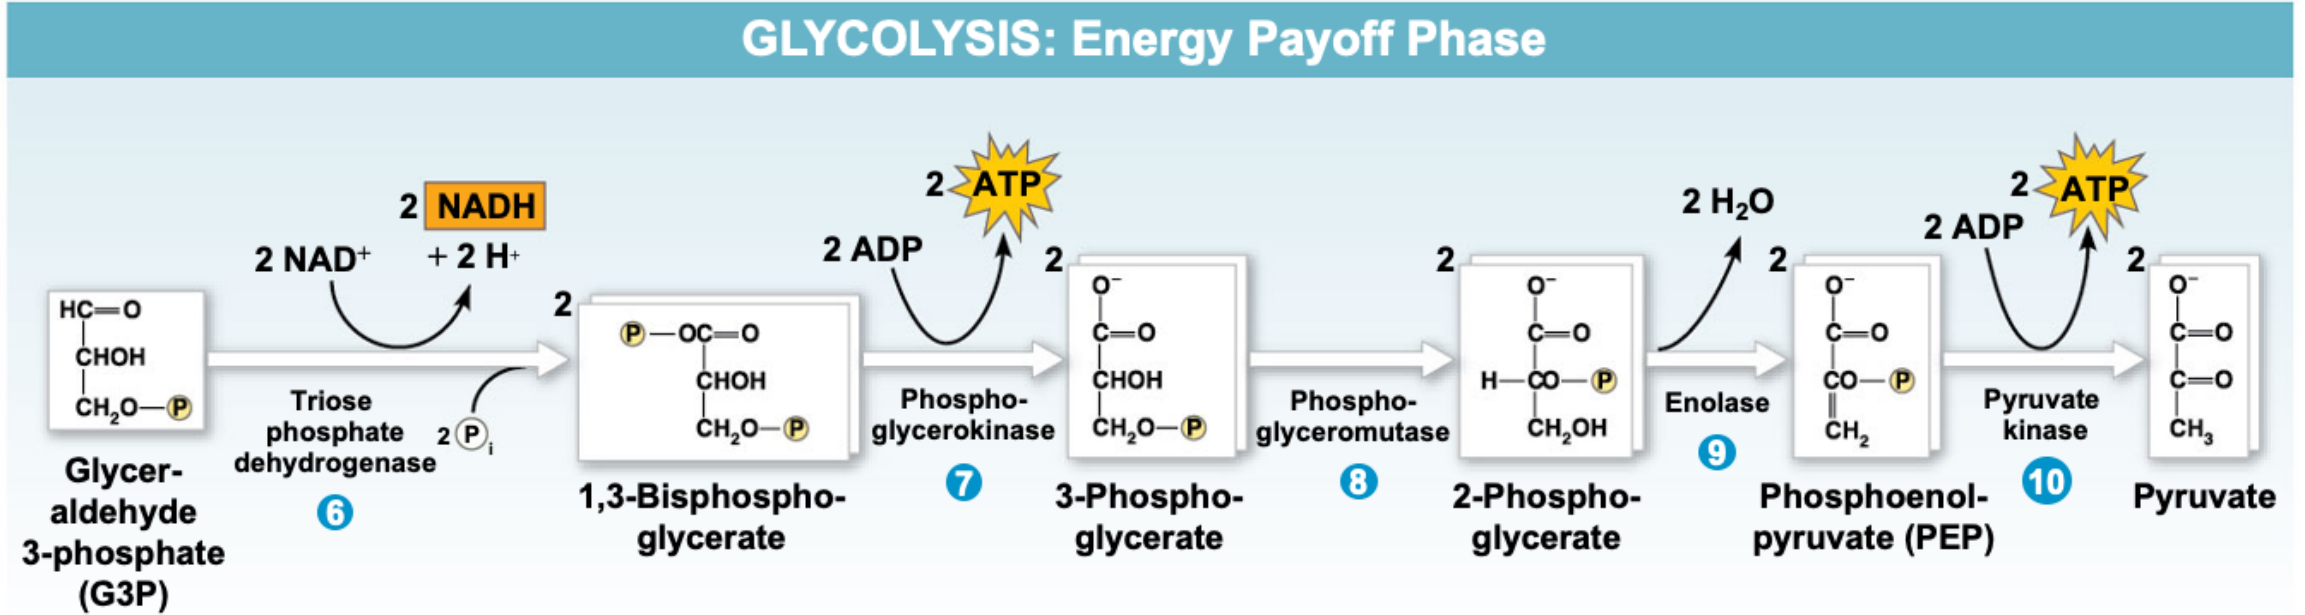 GLYCOLYSIS: Energy Payoff Phase
HC=O
CHOH
CH₂O—P
Glycer-
aldehyde
3-phosphate
(G3P)
2 NAD⁺
2 NADH
+ 2 H⁺
Triose
phosphate
dehydrogenase
6
2 Pᵢ
2
P—OC=O
CHOH
CH₂O—P
1,3-Bisphospho-
glycerate
2 ADP
2 ATP
Phospho-
glycerokinase
7
2
O⁻
C=O
CHOH
CH₂O—P
3-Phospho-
glycerate
Phospho-
glyceromutase
8
2
O⁻
C=O
H—CO—P
CH₂OH
2-Phospho-
glycerate
2 H₂O
Enolase
9
2
O⁻
C=O
CO—P
CH₂
Phosphoenol-
pyruvate (PEP)
2 ADP
2 ATP
Pyruvate
kinase
10
2
O⁻
C=O
C=O
CH₃
Pyruvate